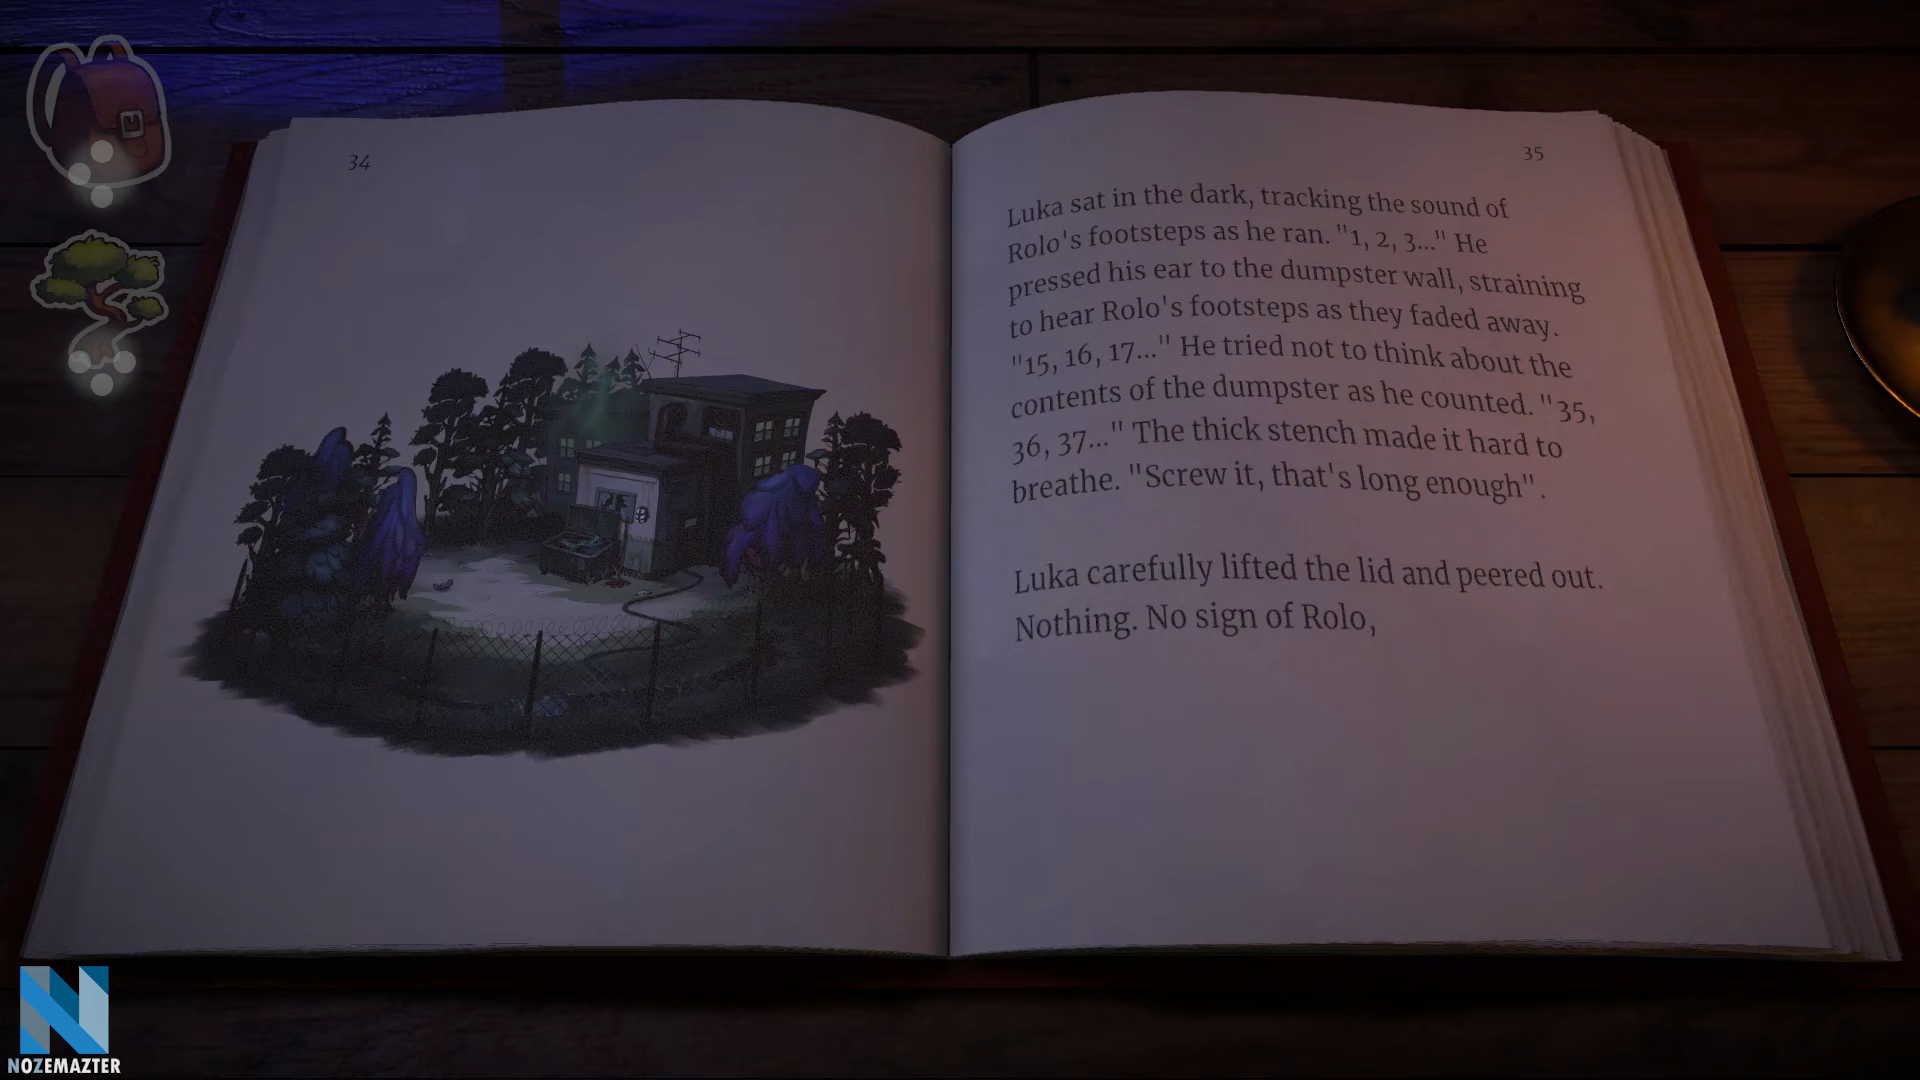 34
35
Luka sat in the dark, tracking the sound of
Rolo's footsteps as he ran. "1, 2, 3..." He
pressed his ear to the dumpster wall, straining
to hear Rolo's footsteps as they faded away.
"15, 16, 17..." He tried not to think about the
contents of the dumpster as he counted. "35,
36, 37..." The thick stench made it hard to
breathe. "Screw it, that's long enough".
Luka carefully lifted the lid and peered out.
Nothing. No sign of Rolo,
NOZEMAZTER